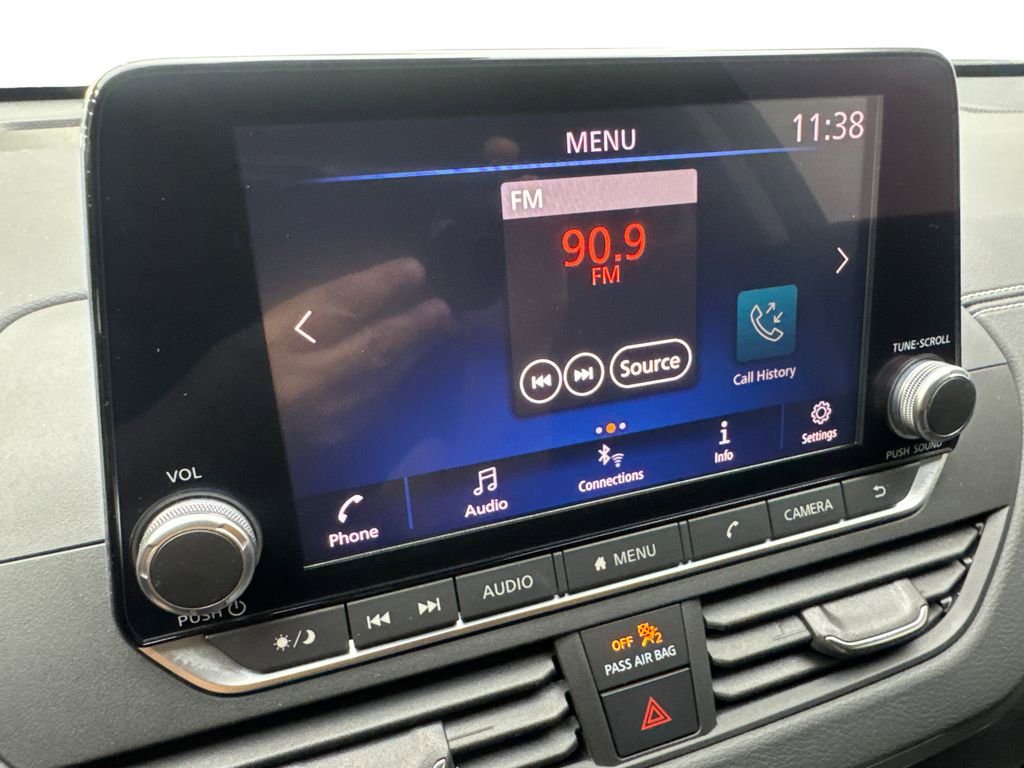 MENU
11:38
FM
90.9
FM
Source
Call History
Phone
Audio
Connections
Info
Settings
VOL
PUSH
TUNE·SCROLL
PUSH SOUND
AUDIO
MENU
CAMERA
OFF 2
PASS AIR BAG